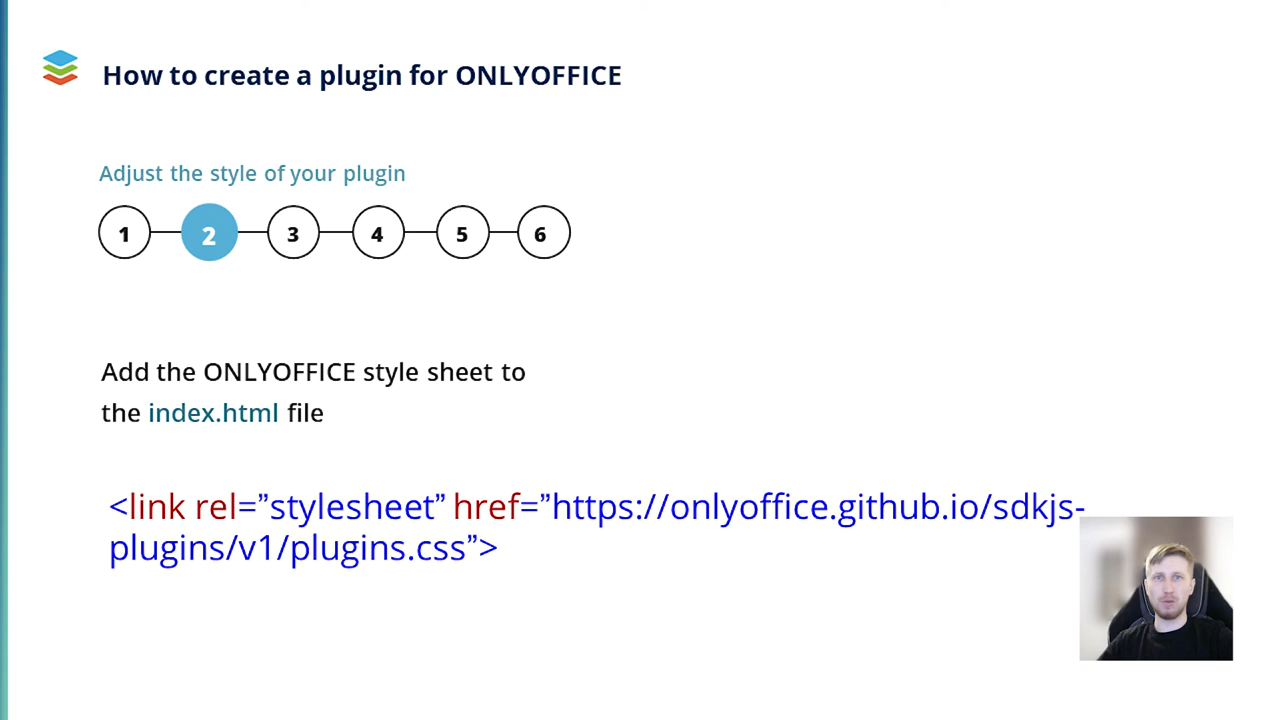 How to create a plugin for ONLYOFFICE
Adjust the style of your plugin
1 2 3 4 5 6
Add the ONLYOFFICE style sheet to
the index.html file
<link rel=”stylesheet” href=”https://onlyoffice.github.io/sdkjs-
plugins/v1/plugins.css”>